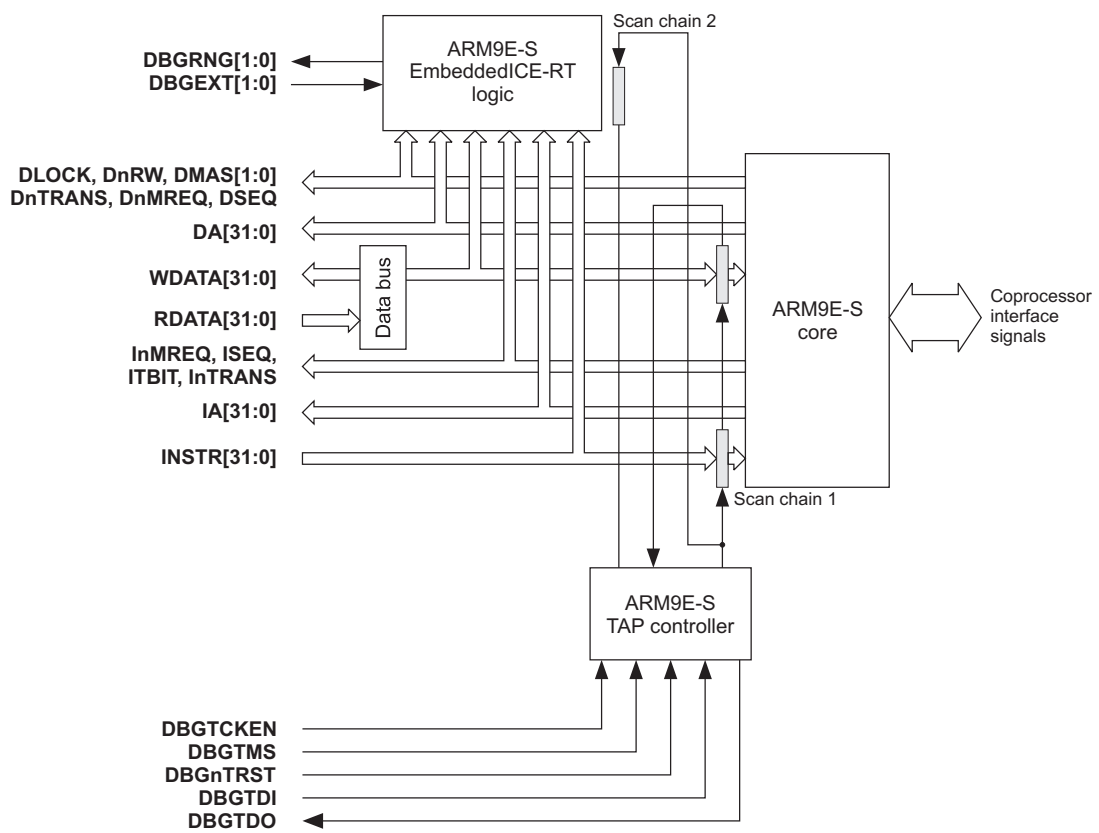 Scan chain 2
ARM9E-S
EmbeddedICE-RT
logic
DBGRNG[1:0]
DBGEXT[1:0]
DLOCK, DnRW, DMAS[1:0]
DnTRANS, DnMREQ, DSEQ
DA[31:0]
WDATA[31:0]
Data bus
RDATA[31:0]
InMREQ, ISEQ,
ITBIT, InTRANS
IA[31:0]
INSTR[31:0]
ARM9E-S
core
Coprocessor
interface
signals
Scan chain 1
ARM9E-S
TAP controller
DBGTCKEN
DBGTMS
DBGnTRST
DBGTDI
DBGTDO